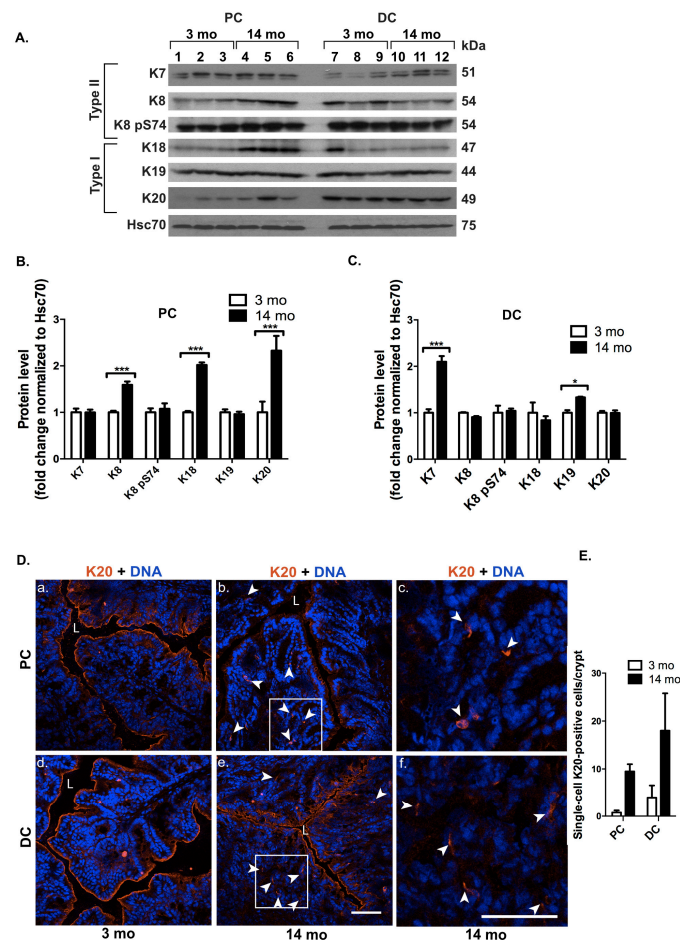 A.
PC DC
3 mo 14 mo 3 mo 14 mo kDa
1 2 3 4 5 6 7 8 9 10 11 12
Type II
K7 51
K8 54
K8 pS74 54
Type I
K18 47
K19 44
K20 49
Hsc70 75
B.
PC
3 mo
14 mo
Protein level
(fold change normalized to Hsc70)
3
2
1
0
***
***
***
K7 K8 K8 pS74 K18 K19 K20
C.
DC
3 mo
14 mo
Protein level
(fold change normalized to Hsc70)
3
2
1
0
***
*
K7 K8 K8 pS74 K18 K19 K20
D.
K20 + DNA K20 + DNA K20 + DNA
PC
a. L
b. L
c.
DC
d. L
e. L
f.
3 mo 14 mo 14 mo
E.
3 mo
14 mo
Single-cell K20-positive cells/crypt
30
20
10
0
PC DC